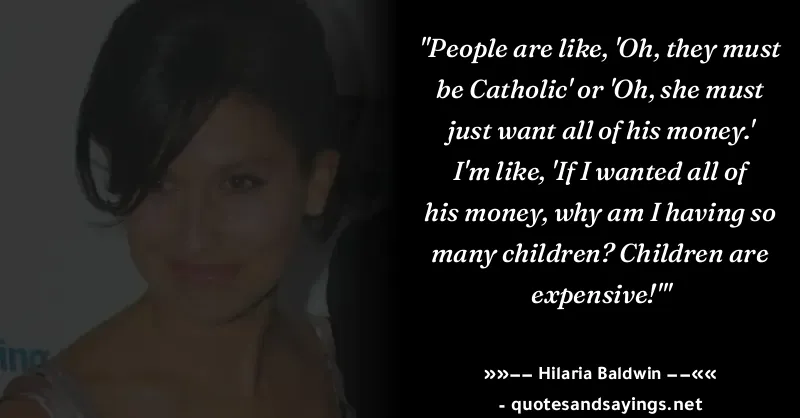 "People are like, 'Oh, they must
be Catholic' or 'Oh, she must
just want all of his money.'
I'm like, 'If I wanted all of
his money, why am I having so
many children? Children are
expensive!'"
»»–– Hilaria Baldwin ––««
- quotesandsayings.net
ing